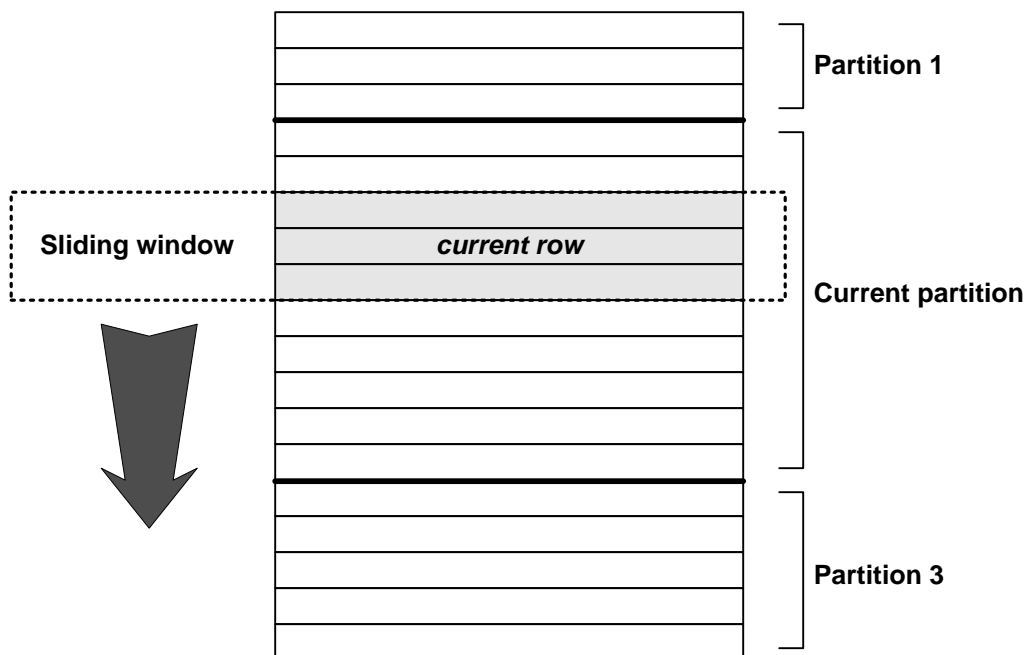 Partition 1
Sliding window
current row
Current partition
Partition 3